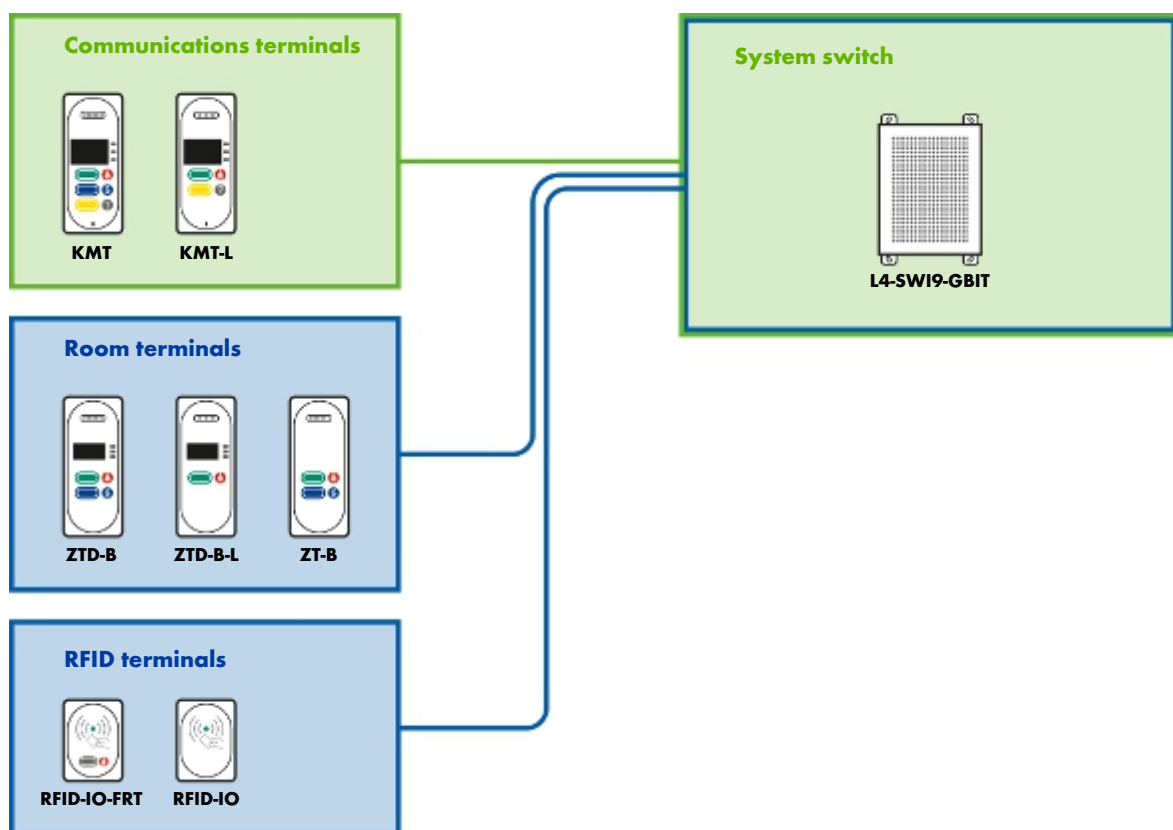 Communications terminals
System switch
KMT
KMT-L
L4-SWI9-GBIT
Room terminals
ZTD-B
ZTD-B-L
ZT-B
RFID terminals
RFID-IO-FRT
RFID-IO